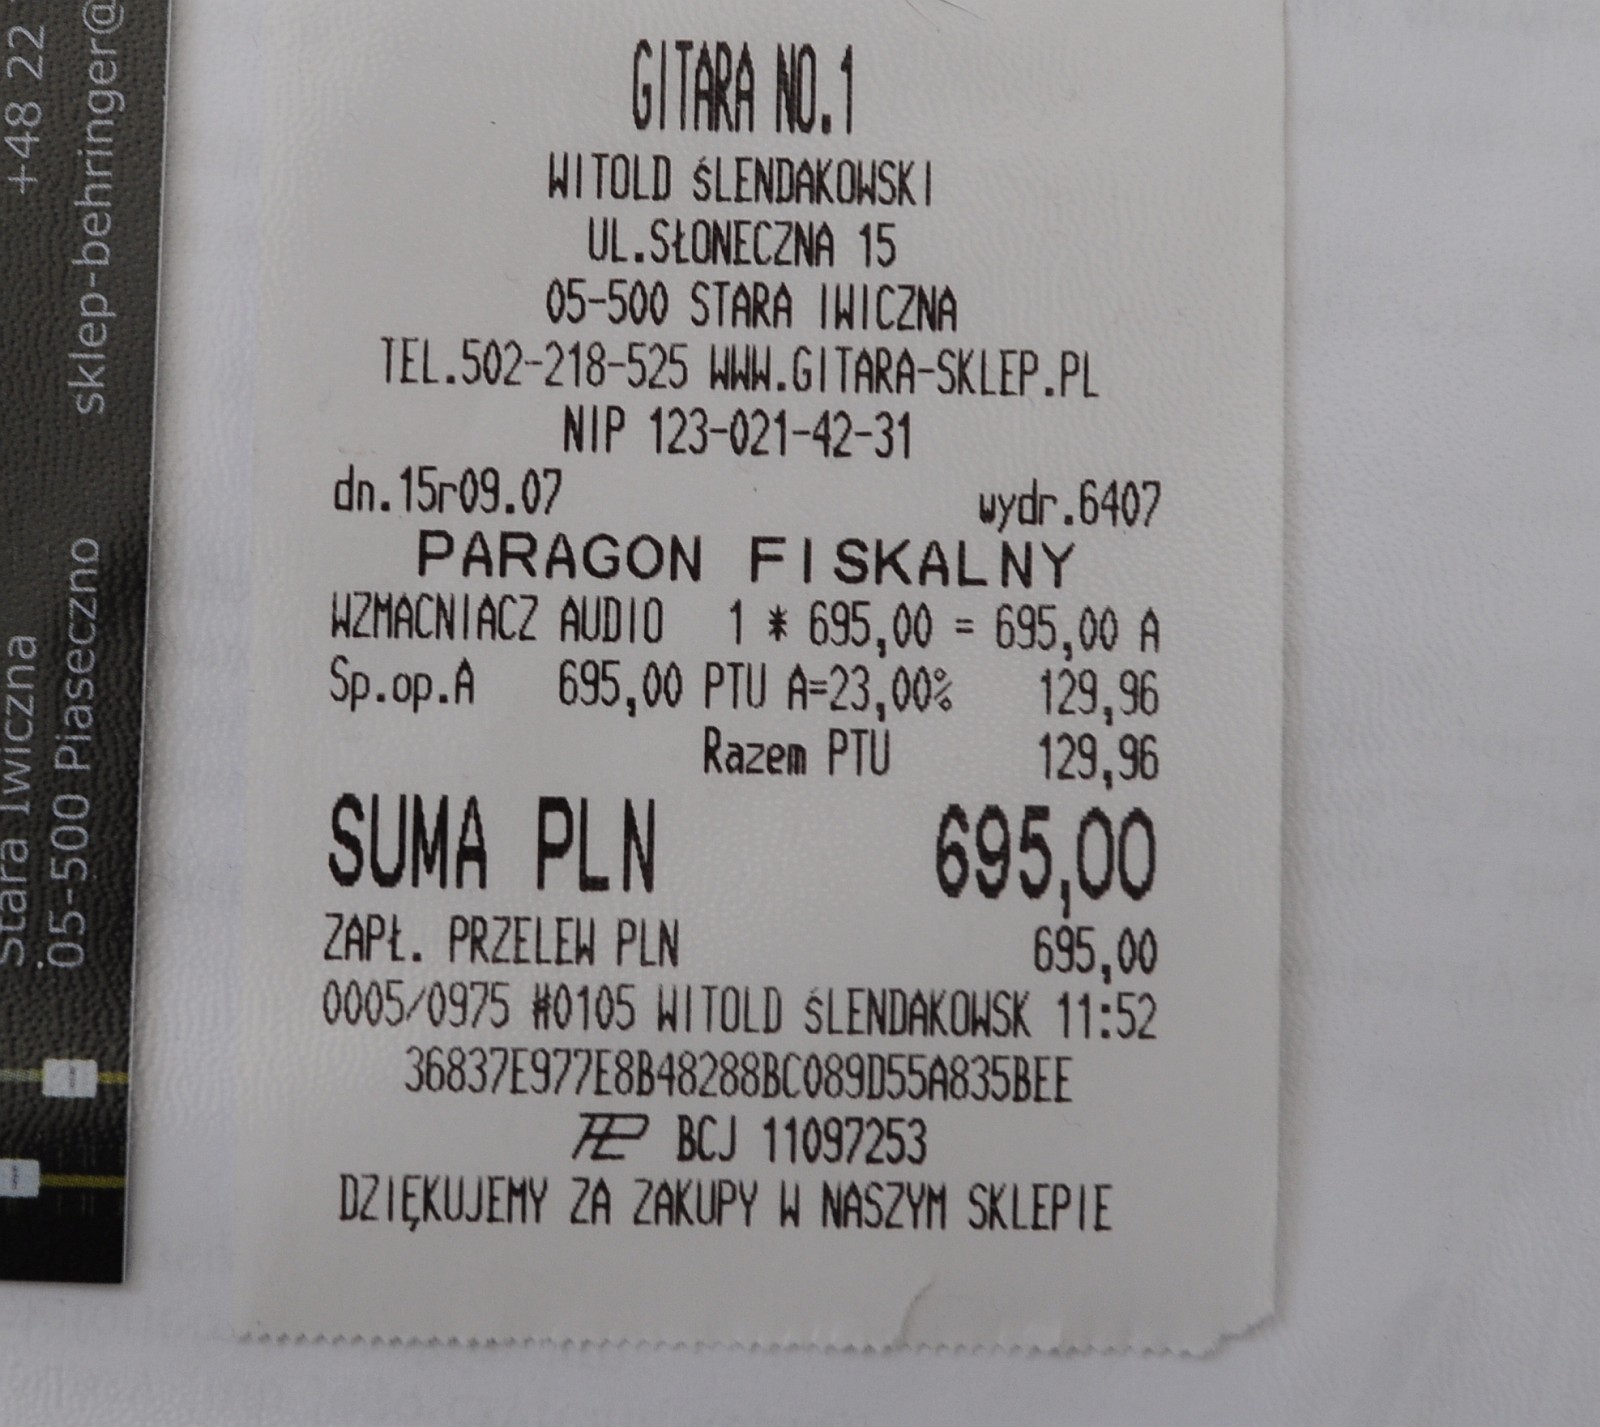 GITARA NO.1
WITOLD ŚLENDAKOWSKI
UL.SŁONECZNA 15
05-500 STARA IWICZNA
TEL.502-218-525 WWW.GITARA-SKLEP.PL
NIP 123-021-42-31
dn.15r09.07 wydr.6407
PARAGON FISKALNY
WZMACNIACZ AUDIO 1 * 695,00 = 695,00 A
Sp.op.A 695,00 PTU A=23,00% 129,96
Razem PTU 129,96
SUMA PLN 695,00
ZAPŁ. PRZELEW PLN 695,00
0005/0975 #0105 WITOLD ŚLENDAKOWSK 11:52
36837E977E8B48288BC089D55A835BEE
BCJ 11097253
DZIĘKUJEMY ZA ZAKUPY W NASZYM SKLEPIE
Stara Iwiczna +48 22
05-500 Piaseczno sklep-behringer@